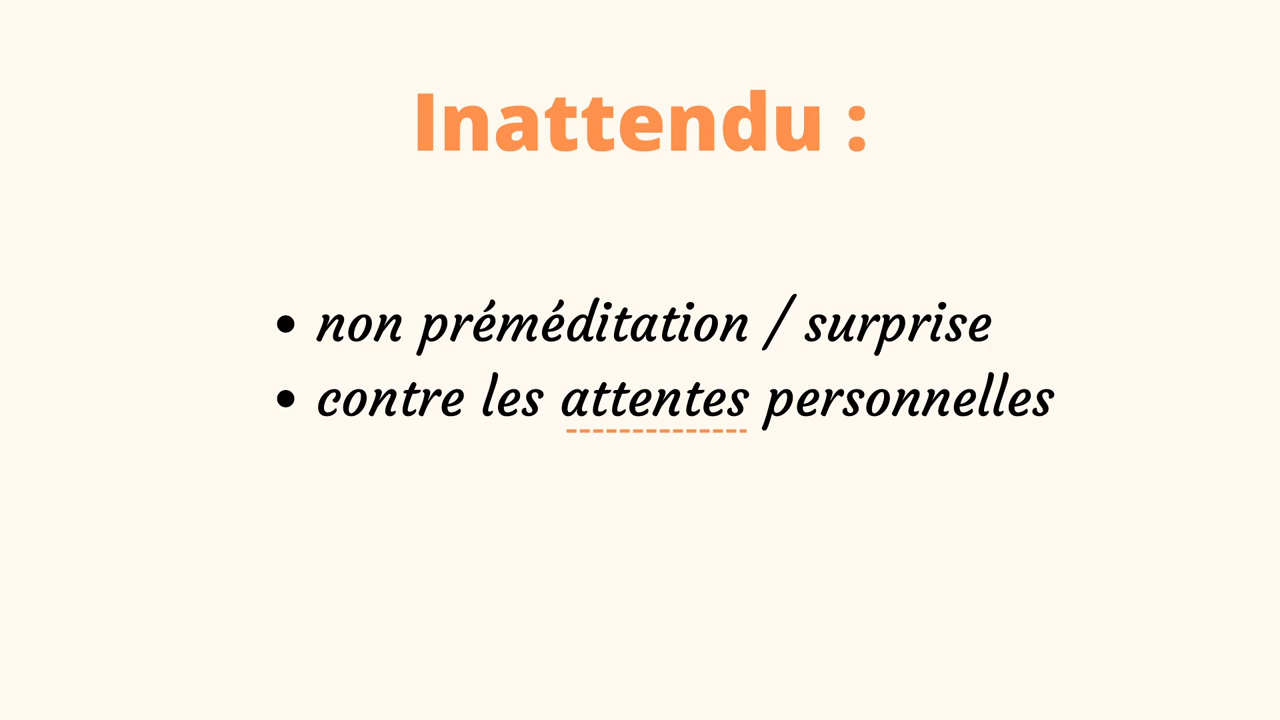 Inattendu :
• non préméditation / surprise
• contre les attentes personnelles